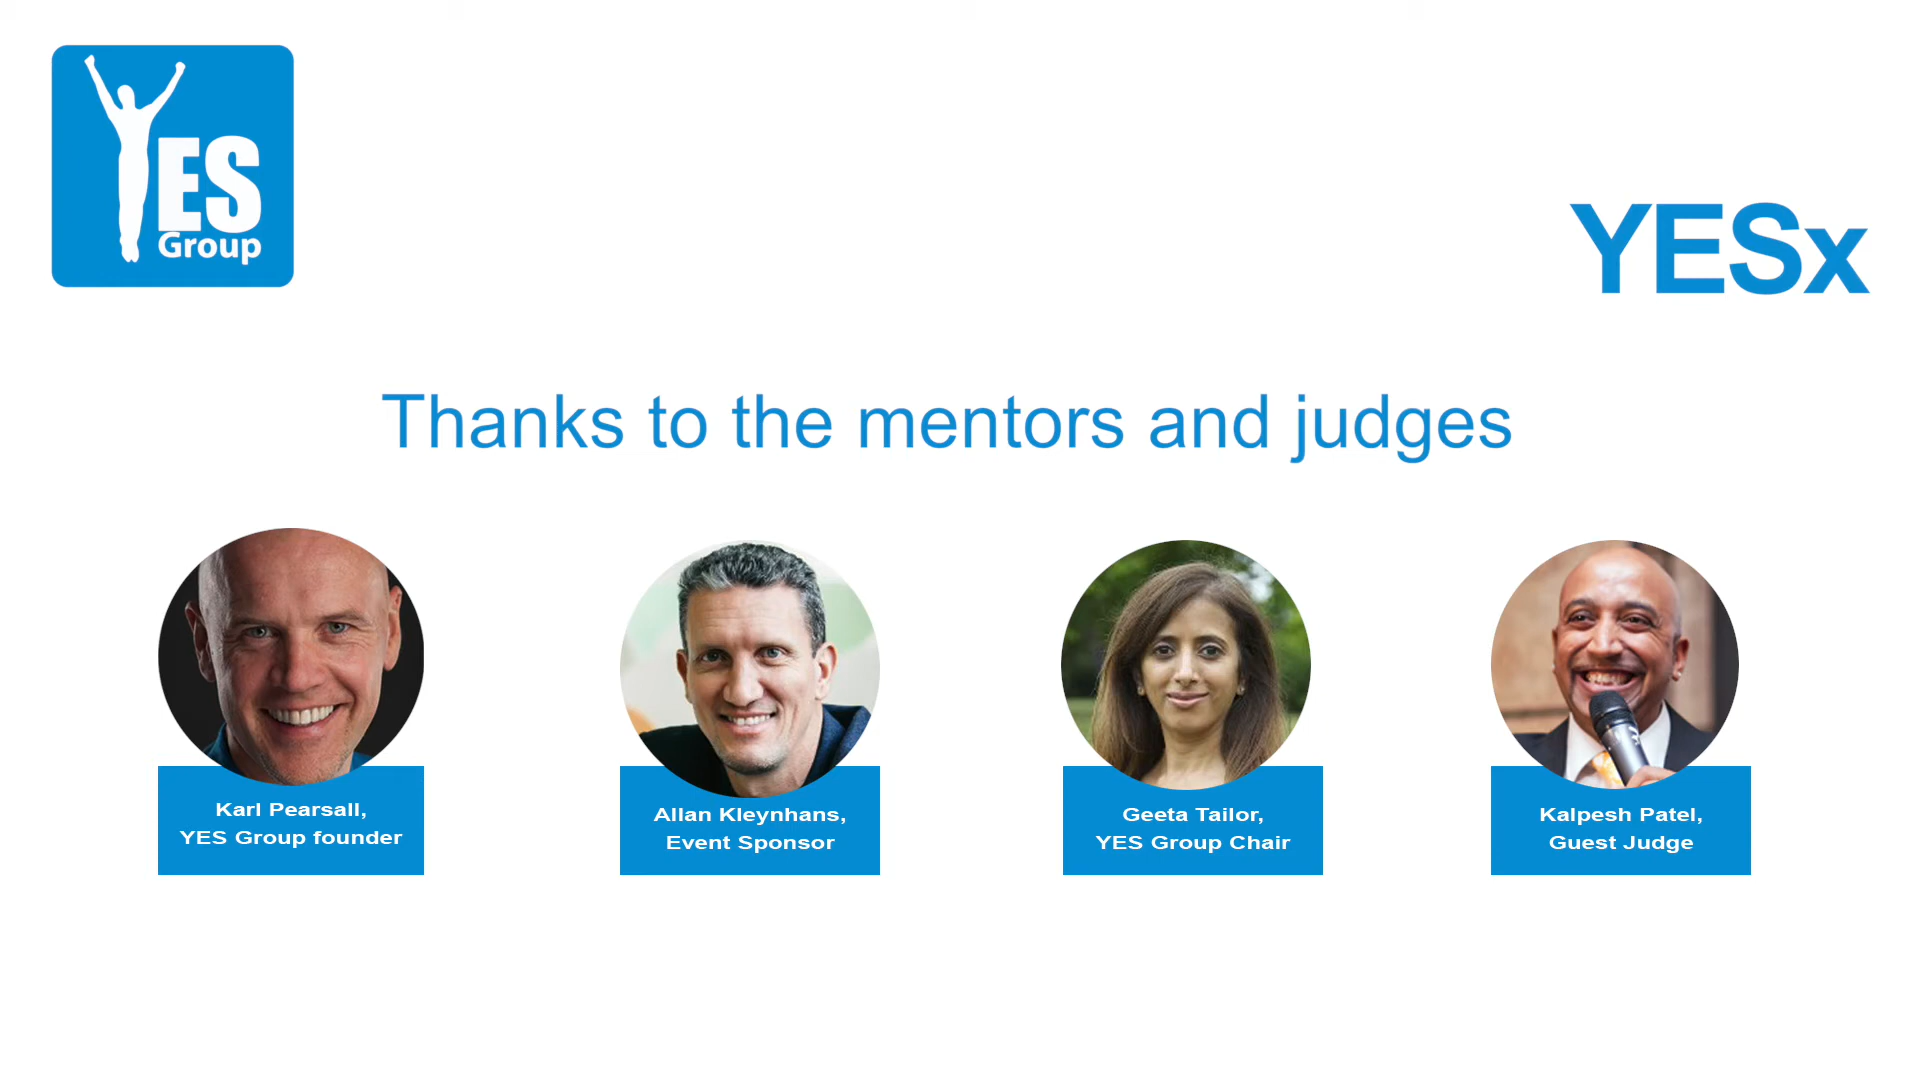 YES
Group
YESx
Thanks to the mentors and judges
Karl Pearsall,
YES Group founder
Allan Kleynhans,
Event Sponsor
Geeta Tailor,
YES Group Chair
Kalpesh Patel,
Guest Judge